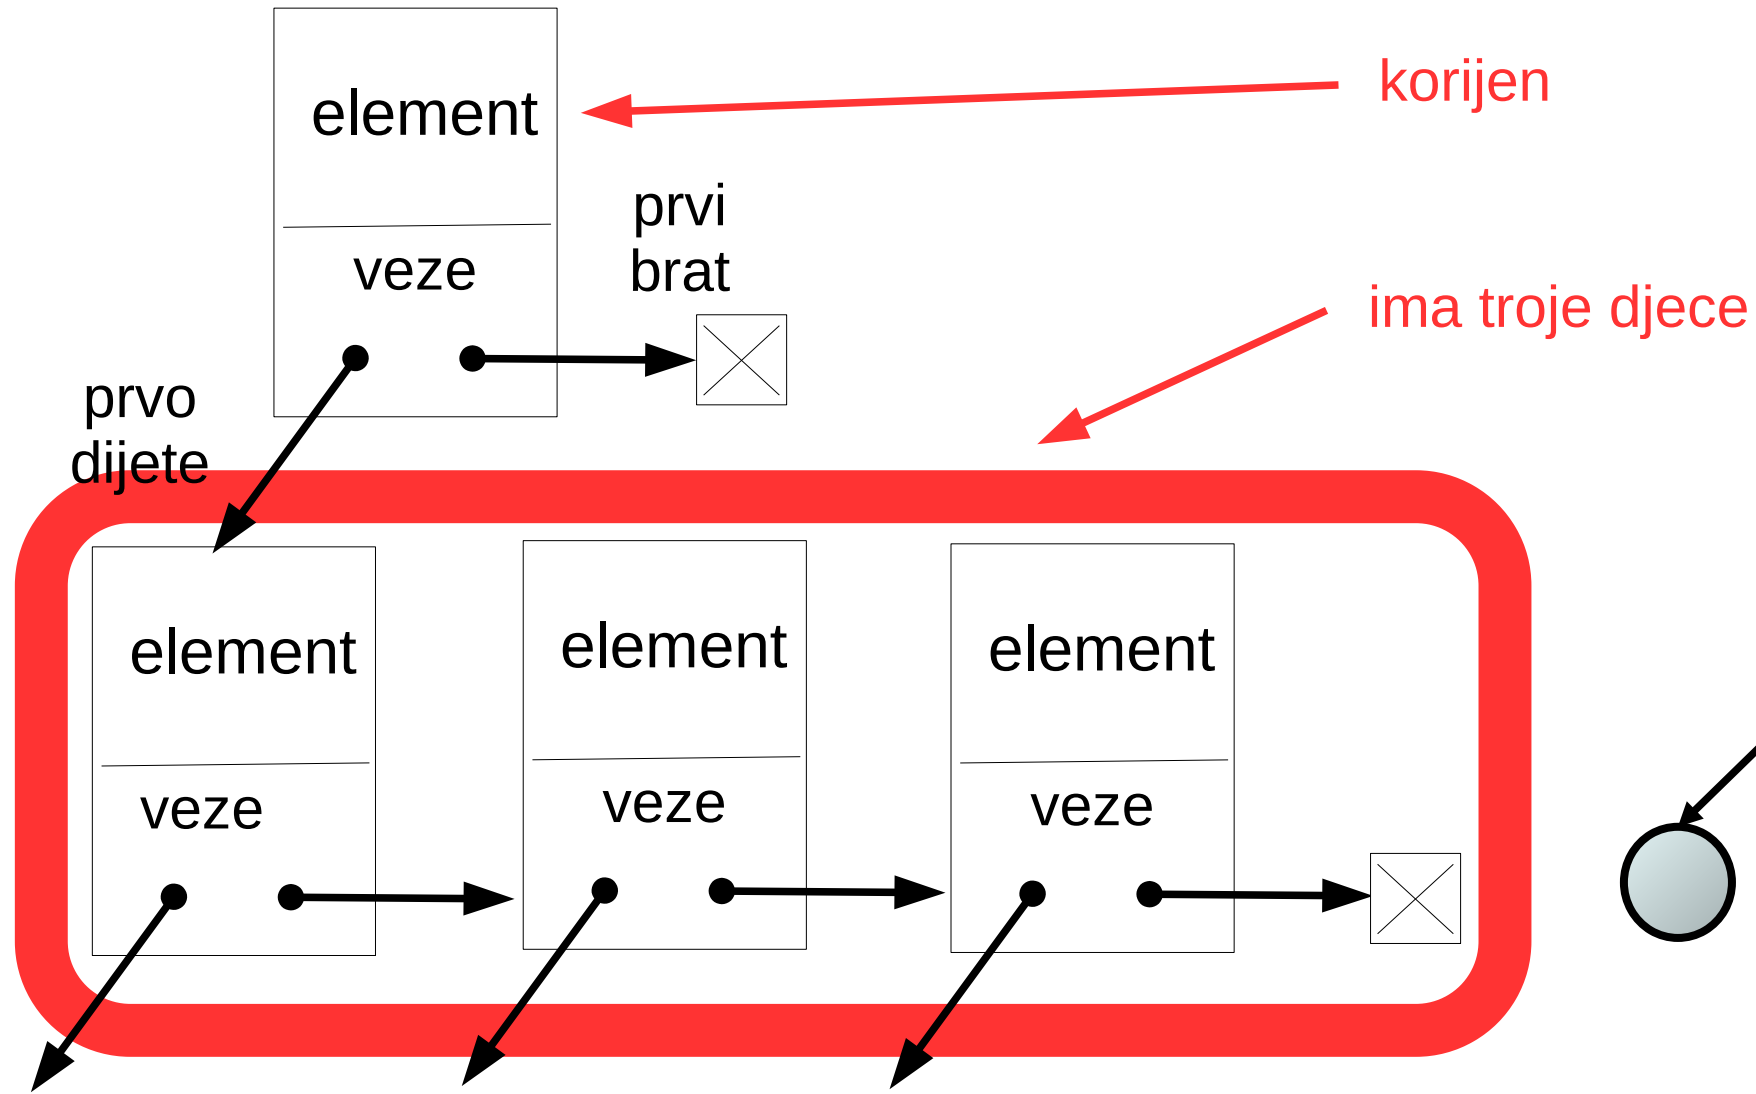 element
korijen
prvi
brat
veze
ima troje djece
prvo
dijete
element
element
element
veze
veze
veze